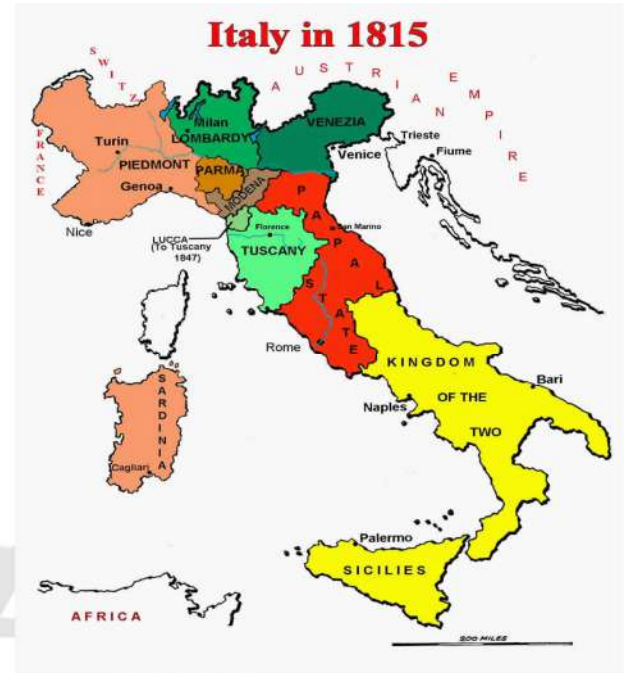 Italy in 1815
SWITZ.
AUSTRIAN EMPIRE
FRANCE
Milan
LOMBARDY
VENEZIA
Turin
Trieste
Fiume
Venice
PIEDMONT
PARMA
Genoa
MODENA
PAPAL
Nice
LUCCA
(To Tuscany
1847)
Florence
San Marino
TUSCANY
STATE
Rome
KINGDOM
Bari
OF THE
Naples
TWO
SARDINIA
Cagliari
Palermo
SICILIES
AFRICA
200 MILES